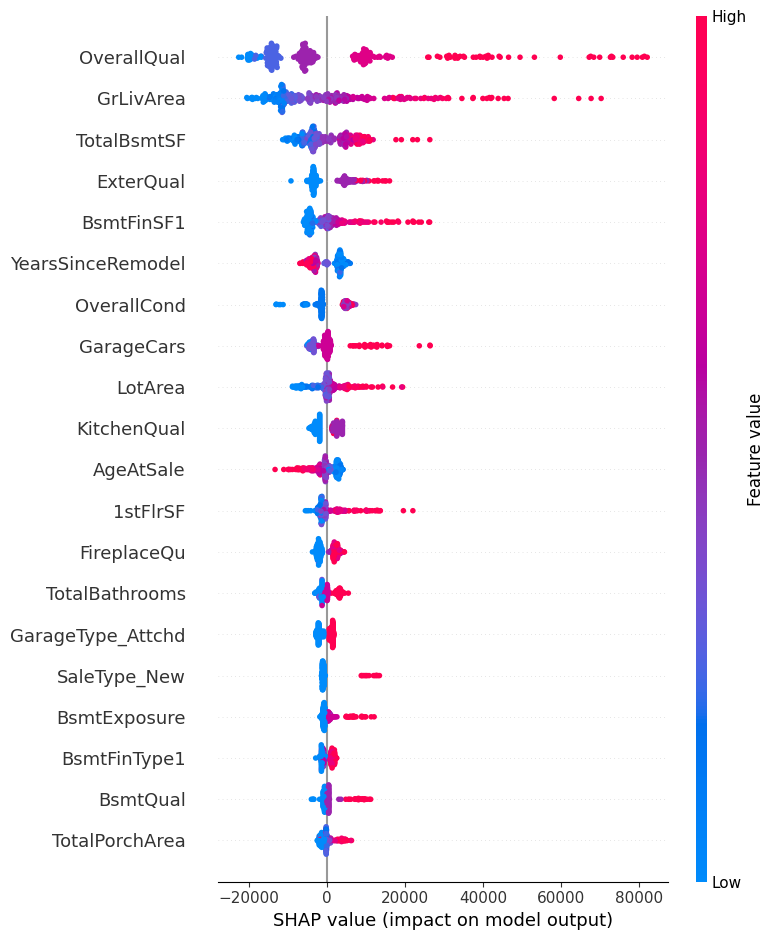 High
OverallQual
GrLivArea
TotalBsmtSF
ExterQual
BsmtFinSF1
YearsSinceRemodel
OverallCond
GarageCars
LotArea
KitchenQual
AgeAtSale
1stFlrSF
FireplaceQu
TotalBathrooms
GarageType_Attchd
SaleType_New
BsmtExposure
BsmtFinType1
BsmtQual
TotalPorchArea
Feature value
Low
−20000 0 20000 40000 60000 80000
SHAP value (impact on model output)